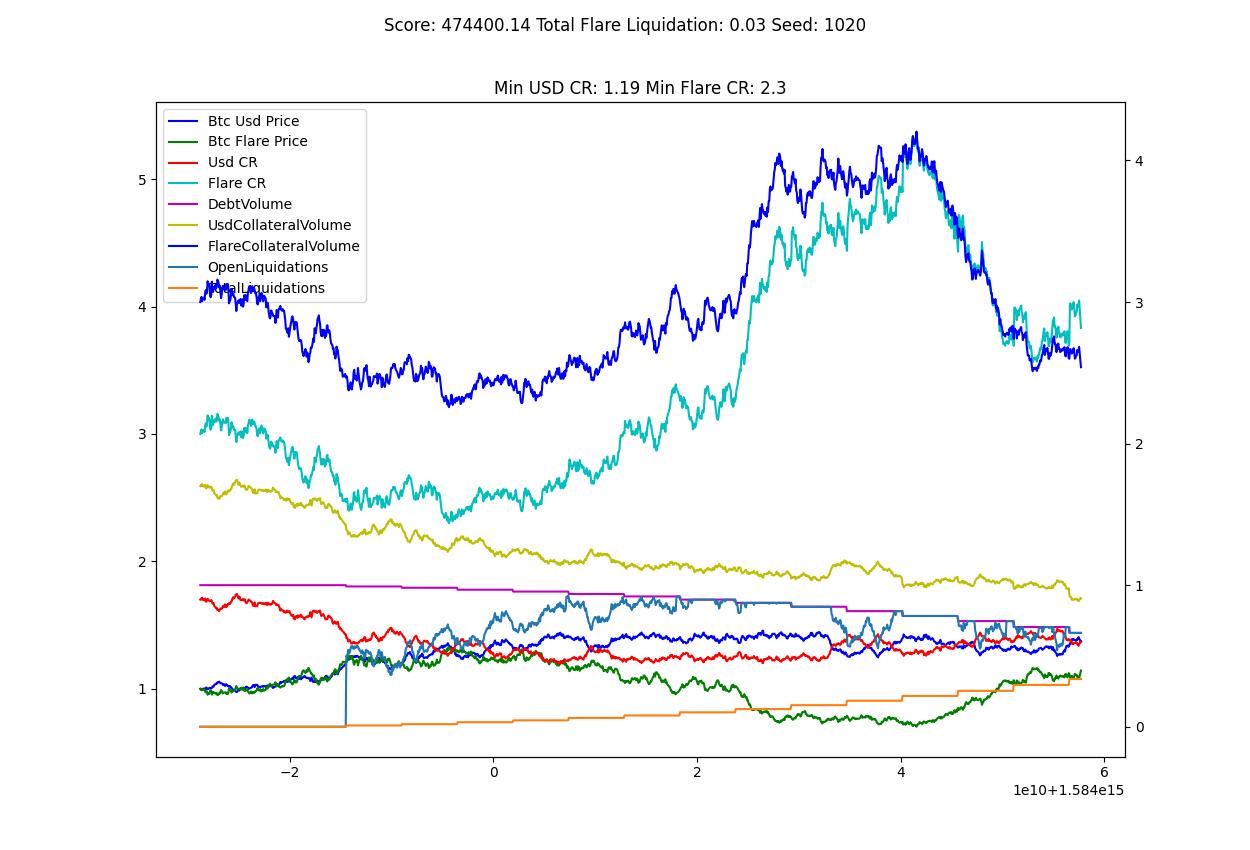 Score: 474400.14 Total Flare Liquidation: 0.03 Seed: 1020
Min USD CR: 1.19 Min Flare CR: 2.3
Btc Usd Price
Btc Flare Price
Usd CR
Flare CR
DebtVolume
UsdCollateralVolume
FlareCollateralVolume
OpenLiquidations
TotalLiquidations
5
4
3
2
1
4
3
2
1
0
−2 0 2 4 6
1e10+1.584e15